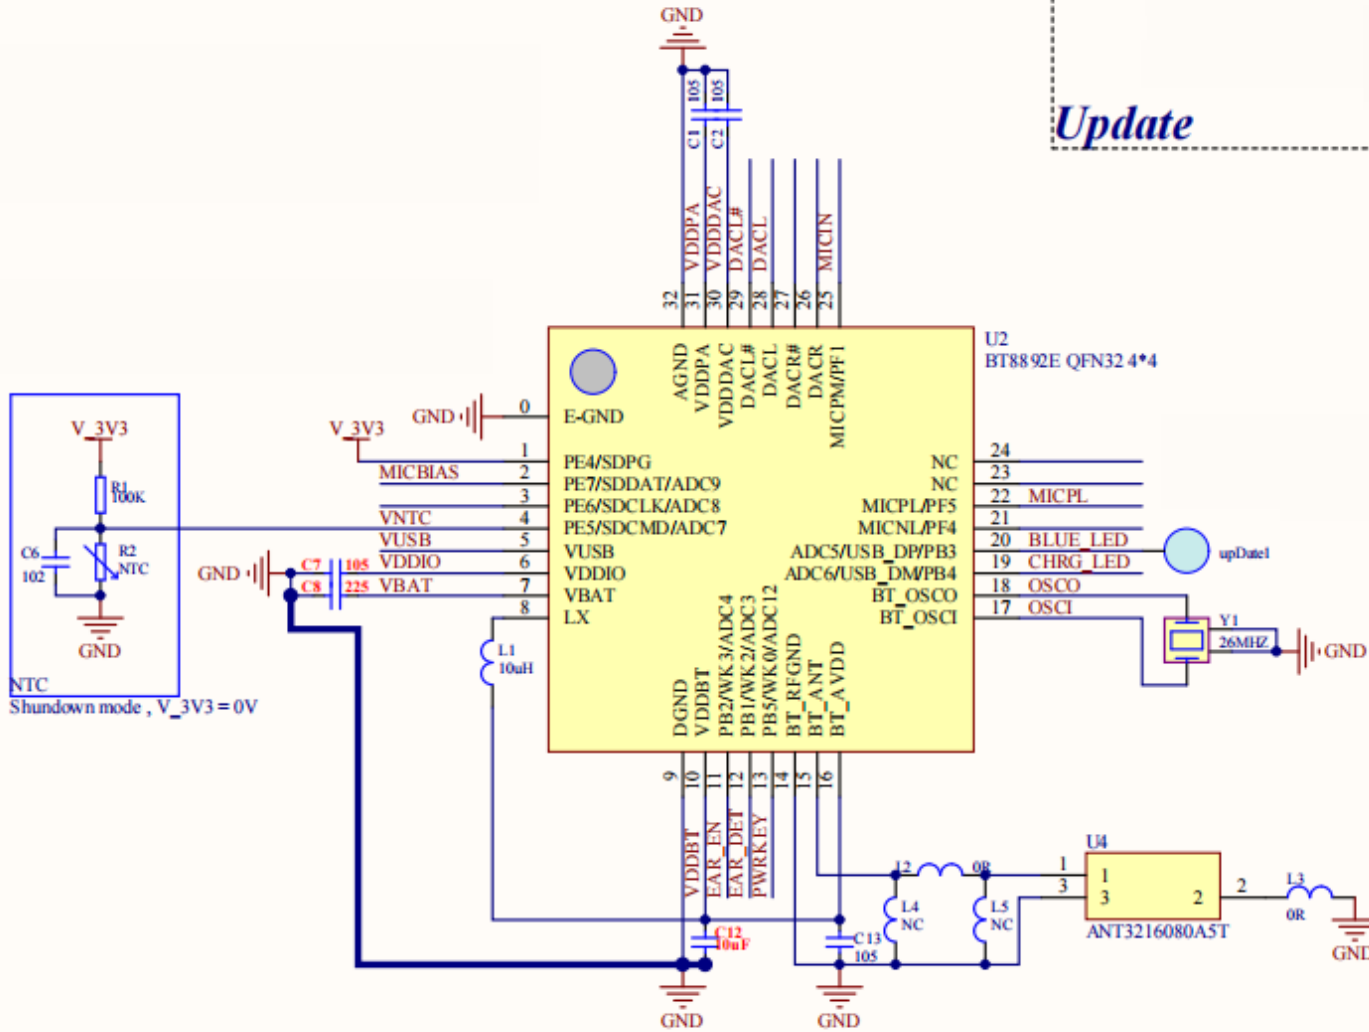 GND
105
105
C1
C2
Update
VDDPA
VDDDAC
DACL#
DACL
MICIN
32
31
30
29
28
27
26
25
U2
BT8892E QFN32 4*4
AGND
VDDPA
VDDDAC
DACL#
DACL
DACR#
DACR
MICPM/PF1
GND
0
E-GND
V_3V3
V_3V3
R1
100K
1
PE4/SDPG
MICBIAS
2
PE7/SDDAT/ADC9
3
PE6/SDCLK/ADC8
VNTC
4
PE5/SDCMD/ADC7
VUSB
5
VUSB
GND
C7
105
VDDIO
6
VDDIO
C8
225
VBAT
7
VBAT
8
LX
C6
102
R2
NTC
GND
NTC
Shundown mode , V_3V3 = 0V
L1
10uH
NC
24
NC
23
MICPL/PF5
22
MICPL
MICNL/PF4
21
ADC5/USB_DP/PB3
20
BLUE_LED
upDate1
ADC6/USB_DM/PB4
19
CHRG_LED
BT_OSCO
18
OSCO
BT_OSCI
17
OSCI
Y1
26MHZ
GND
DGND
VDDBT
PB2/WK3/ADC4
PB1/WK2/ADC3
PB5/WK0/ADC12
BT_RFGND
BT_ANT
BT_AVDD
9
10
11
12
13
14
15
16
VDDBT
EAR_EN
EAR_DET
PWRKEY
L2
0R
L4
NC
L5
NC
C12
10uF
C13
105
GND
GND
U4
1
3
1
3
2
2
ANT3216080A5T
L3
0R
GND